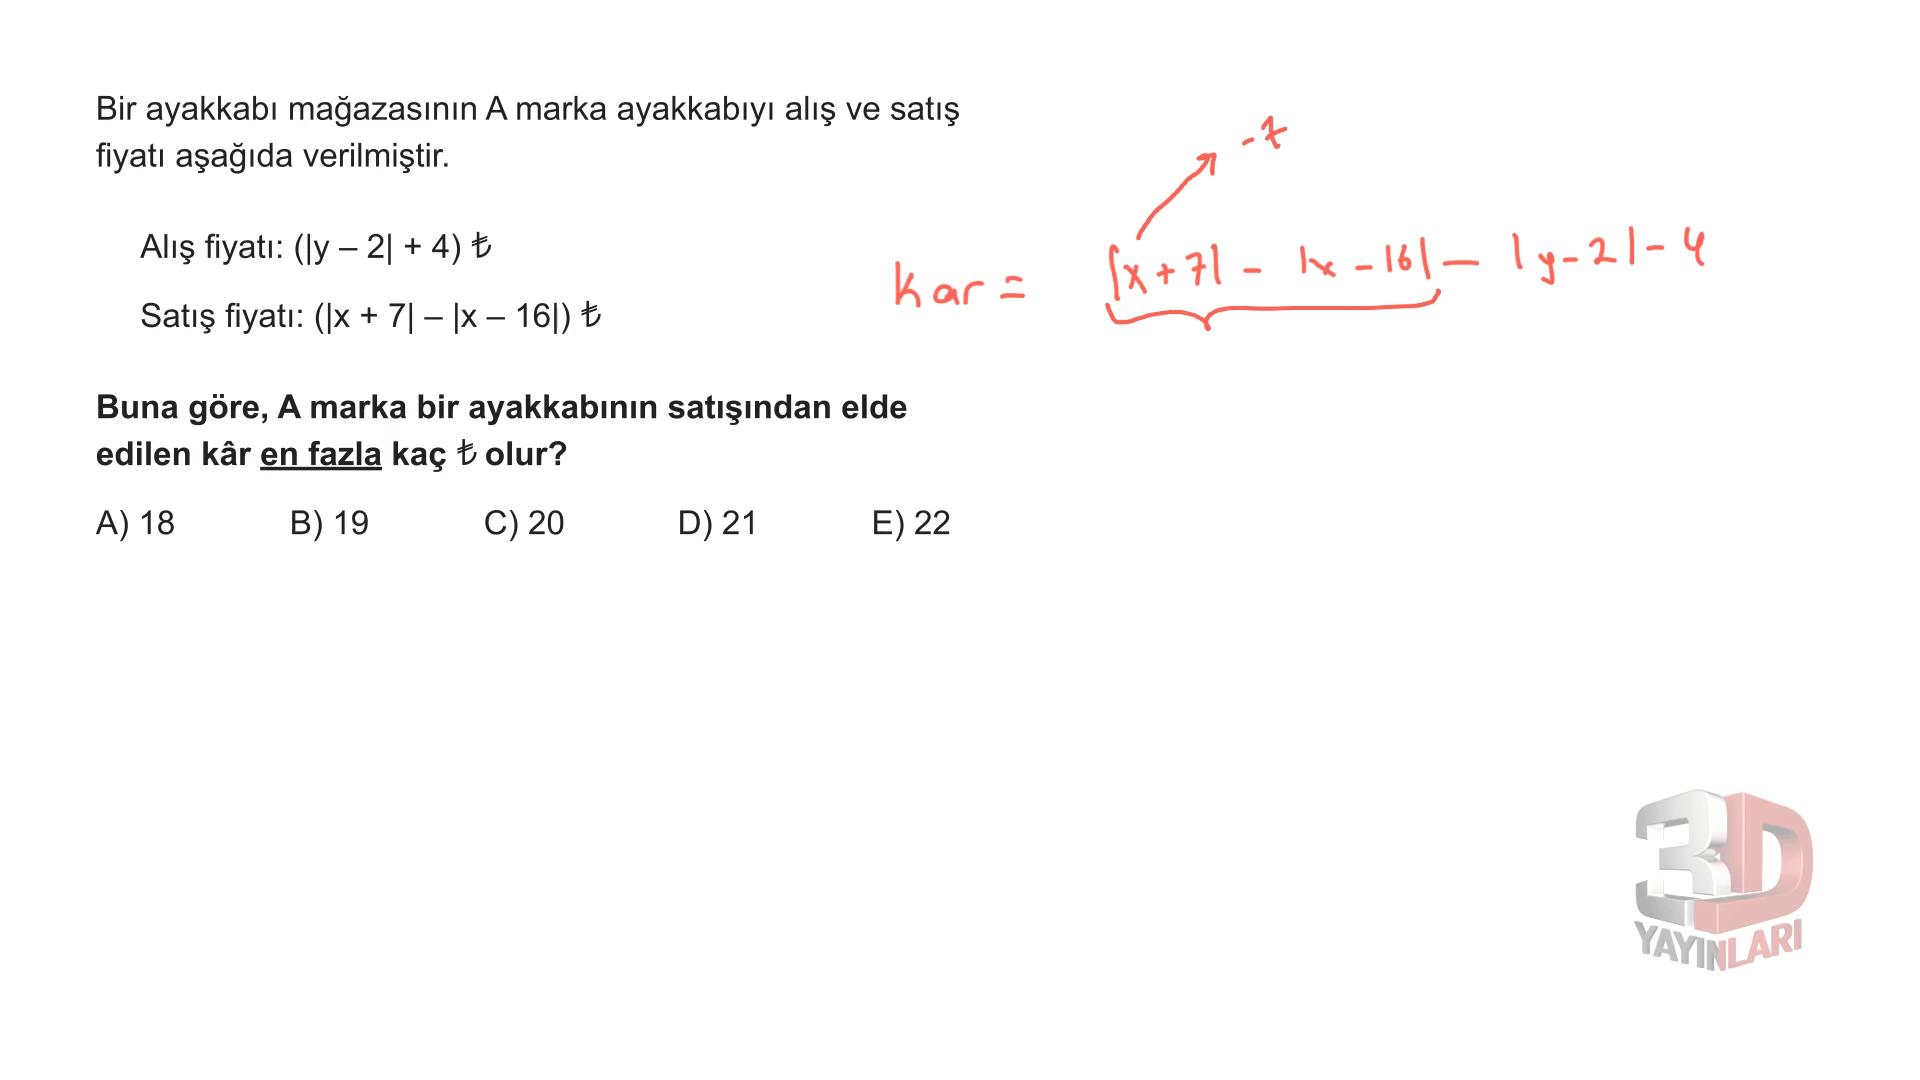 Bir ayakkabı mağazasının A marka ayakkabıyı alış ve satış
fiyatı aşağıda verilmiştir.
Alış fiyatı: (|y – 2| + 4) ₺
Satış fiyatı: (|x + 7| – |x – 16|) ₺
Buna göre, A marka bir ayakkabının satışından elde
edilen kâr en fazla kaç ₺ olur?
A) 18 B) 19 C) 20 D) 21 E) 22
-7
kar = |x + 7| - |x - 16| - |y - 2| - 4
3D
YAYINLARI